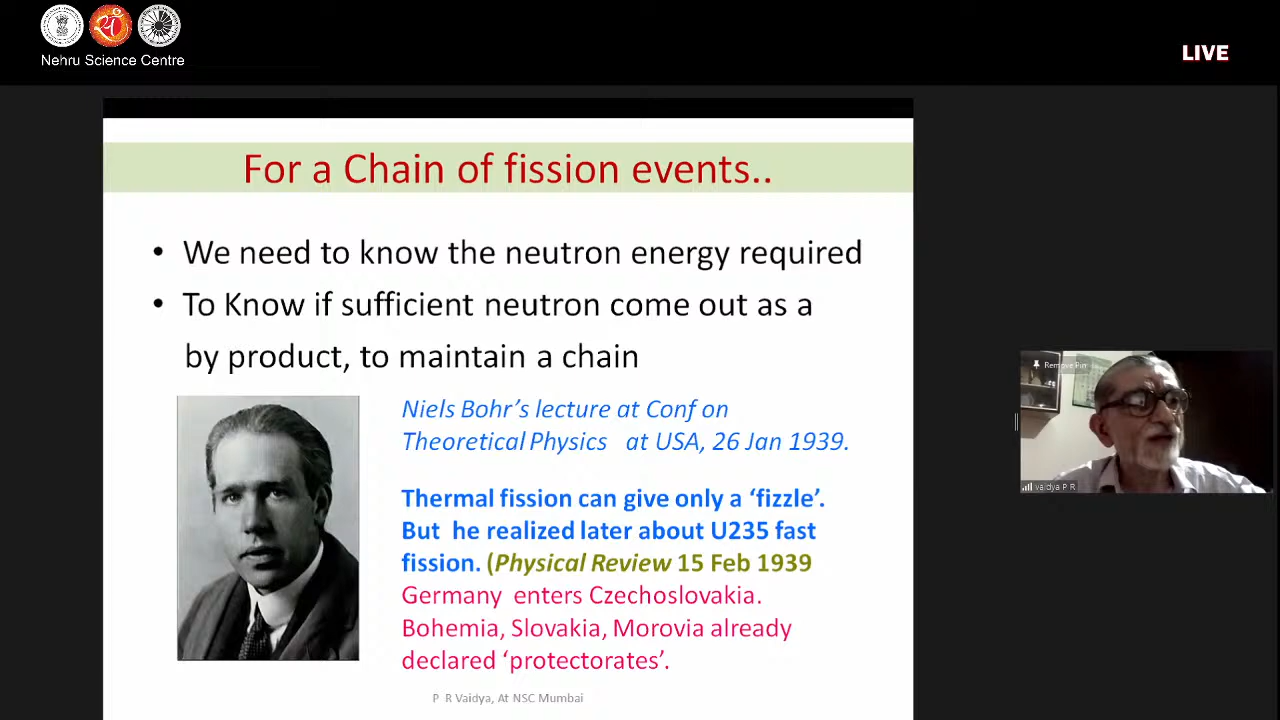 Nehru Science Centre
LIVE
For a Chain of fission events..
• We need to know the neutron energy required
• To Know if sufficient neutron come out as a
by product, to maintain a chain
Niels Bohr's lecture at Conf on
Theoretical Physics at USA, 26 Jan 1939.
Thermal fission can give only a 'fizzle'.
But he realized later about U235 fast
fission. (Physical Review 15 Feb 1939
Germany enters Czechoslovakia.
Bohemia, Slovakia, Morovia already
declared 'protectorates'.
P R Vaidya, At NSC Mumbai
Remove Pin
vaidya P R